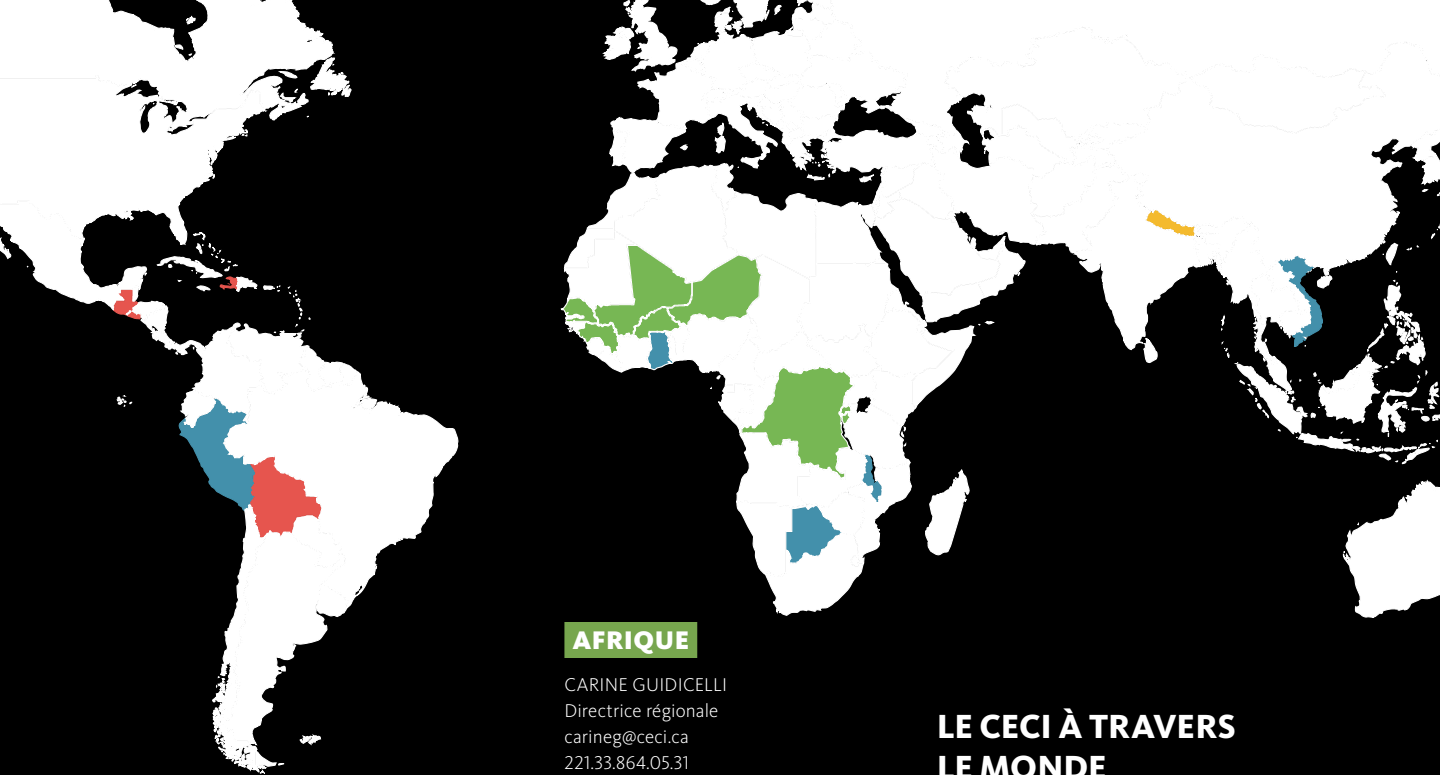 AFRIQUE
CARINE GUIDICELLI
Directrice régionale
carineg@ceci.ca
221.33.864.05.31
LE CECI À TRAVERS
LE MONDE